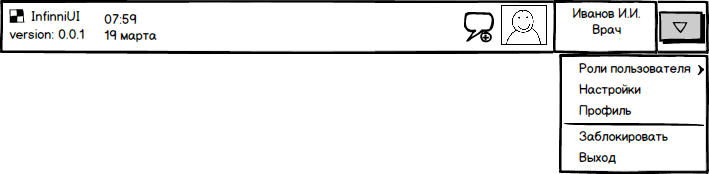 InfinniUI
version: 0.0.1
07:59
19 марта
Иванов И.И.
Врач
Роли пользователя
Настройки
Профиль
Заблокировать
Выход